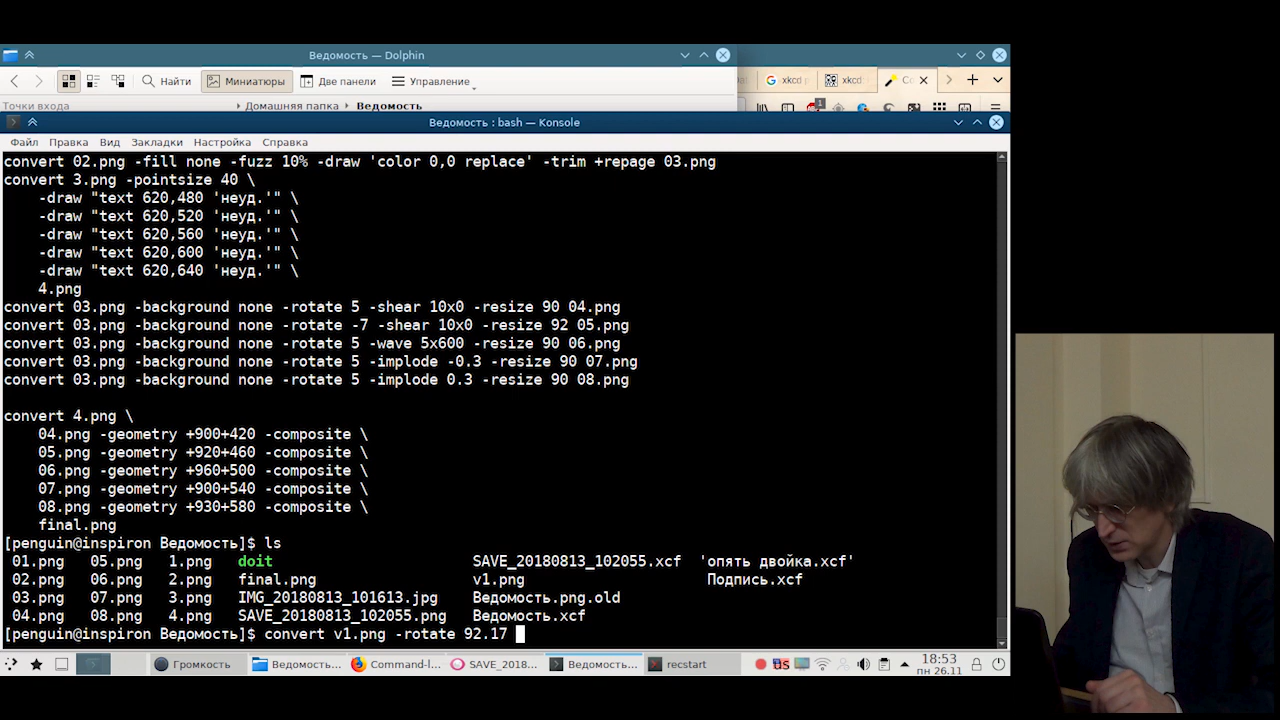 Ведомость — Dolphin
Найти Миниатюры Две панели Управление
Точки входа Домашняя папка Ведомость
xkcd xkcd: Co
1
Ведомость : bash — Konsole
Файл Правка Вид Закладки Настройка Справка
convert 02.png -fill none -fuzz 10% -draw 'color 0,0 replace' -trim +repage 03.png
convert 3.png -pointsize 40 \
-draw "text 620,480 'неуд.'" \
-draw "text 620,520 'неуд.'" \
-draw "text 620,560 'неуд.'" \
-draw "text 620,600 'неуд.'" \
-draw "text 620,640 'неуд.'" \
4.png
convert 03.png -background none -rotate 5 -shear 10x0 -resize 90 04.png
convert 03.png -background none -rotate -7 -shear 10x0 -resize 92 05.png
convert 03.png -background none -rotate 5 -wave 5x600 -resize 90 06.png
convert 03.png -background none -rotate 5 -implode -0.3 -resize 90 07.png
convert 03.png -background none -rotate 5 -implode 0.3 -resize 90 08.png
convert 4.png \
04.png -geometry +900+420 -composite \
05.png -geometry +920+460 -composite \
06.png -geometry +960+500 -composite \
07.png -geometry +900+540 -composite \
08.png -geometry +930+580 -composite \
final.png
[penguin@inspiron Ведомость]$ ls
01.png 05.png 1.png doit SAVE_20180813_102055.xcf 'опять двойка.xcf'
02.png 06.png 2.png final.png v1.png Подпись.xcf
03.png 07.png 3.png IMG_20180813_101613.jpg Ведомость.png.old
04.png 08.png 4.png SAVE_20180813_102055.png Ведомость.xcf
[penguin@inspiron Ведомость]$ convert v1.png -rotate 92.17
Громкость Ведомость... Command-l... SAVE_2018... Ведомость... recstart us 18:53
пн 26.11